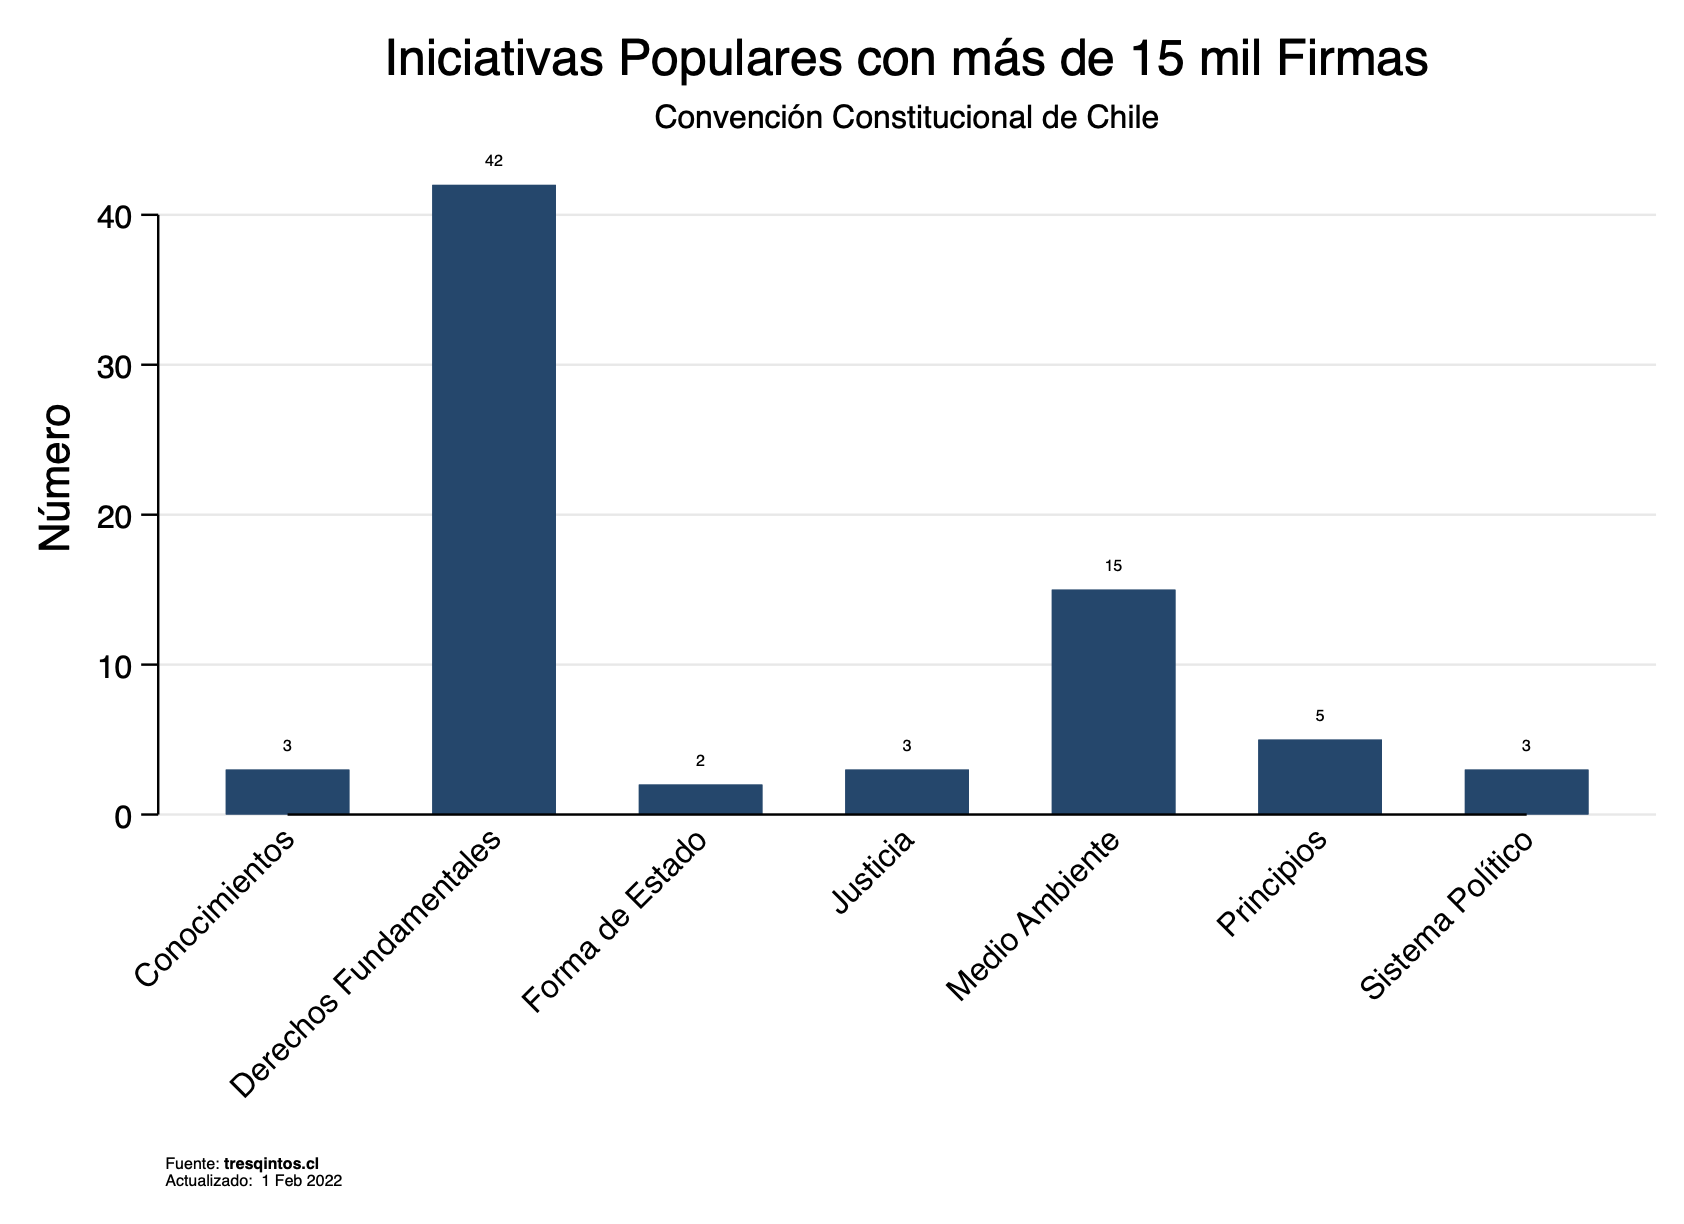 Iniciativas Populares con más de 15 mil Firmas
Convención Constitucional de Chile
Número
40
30
20
10
0
3
42
2
3
15
5
3
Conocimientos
Derechos Fundamentales
Forma de Estado
Justicia
Medio Ambiente
Principios
Sistema Político
Fuente: tresqintos.cl
Actualizado: 1 Feb 2022